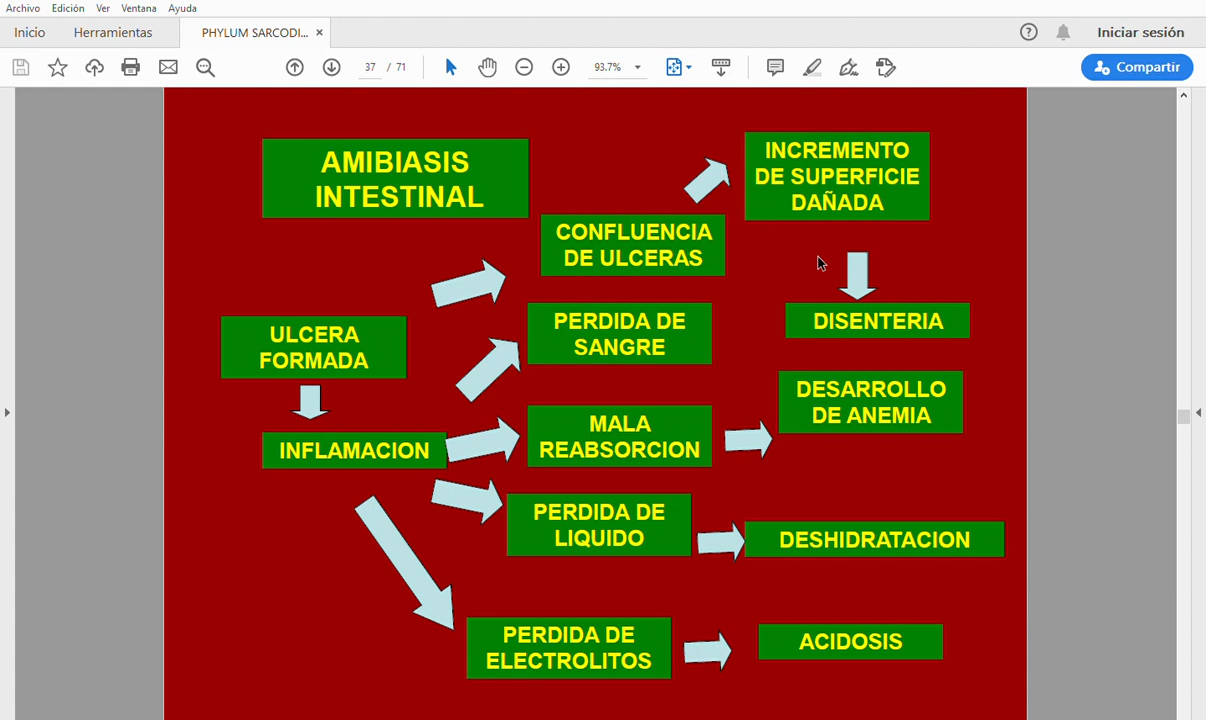 Archivo Edición Ver Ventana Ayuda
Inicio Herramientas PHYLUM SARCODI... × Iniciar sesión
37 / 71 93.7% Compartir
AMIBIASIS
INTESTINAL
INCREMENTO
DE SUPERFICIE
DAÑADA
CONFLUENCIA
DE ULCERAS
ULCERA
FORMADA
PERDIDA DE
SANGRE
DISENTERIA
INFLAMACION
MALA
REABSORCION
DESARROLLO
DE ANEMIA
PERDIDA DE
LIQUIDO
DESHIDRATACION
PERDIDA DE
ELECTROLITOS
ACIDOSIS